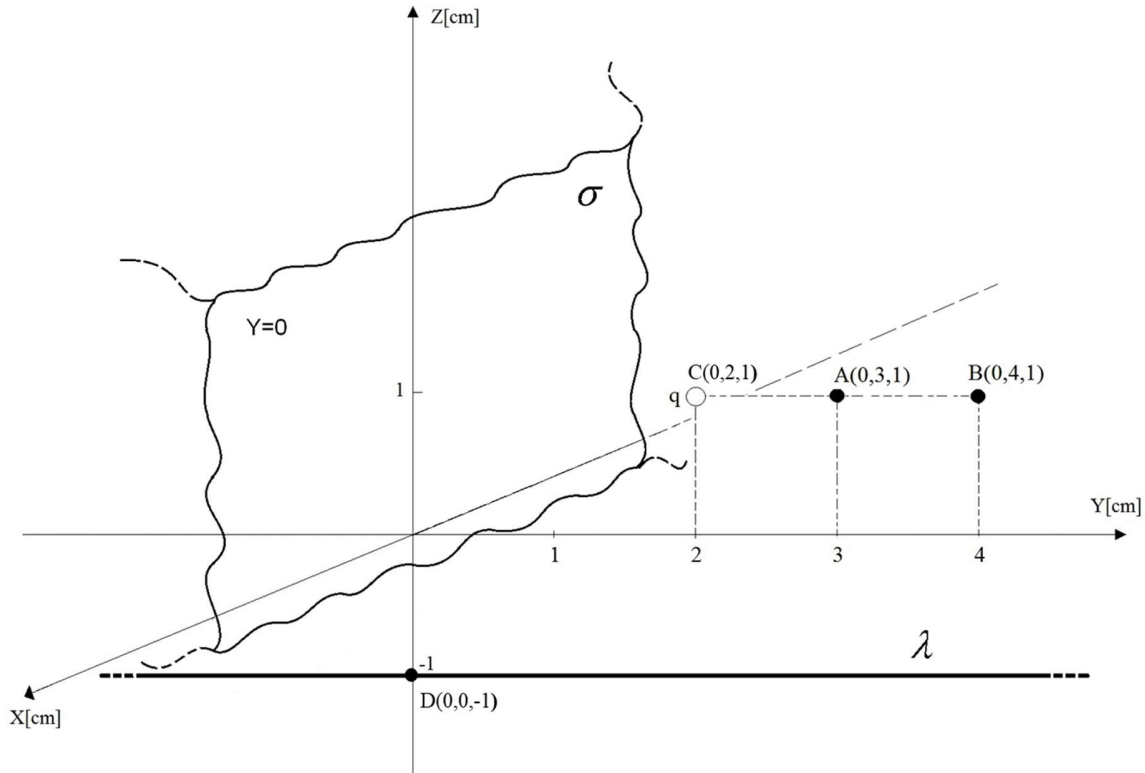 Z[cm]
σ
Y=0
C(0,2,1)
A(0,3,1)
B(0,4,1)
1
q
Y[cm]
1
2
3
4
λ
-1
D(0,0,-1)
X[cm]